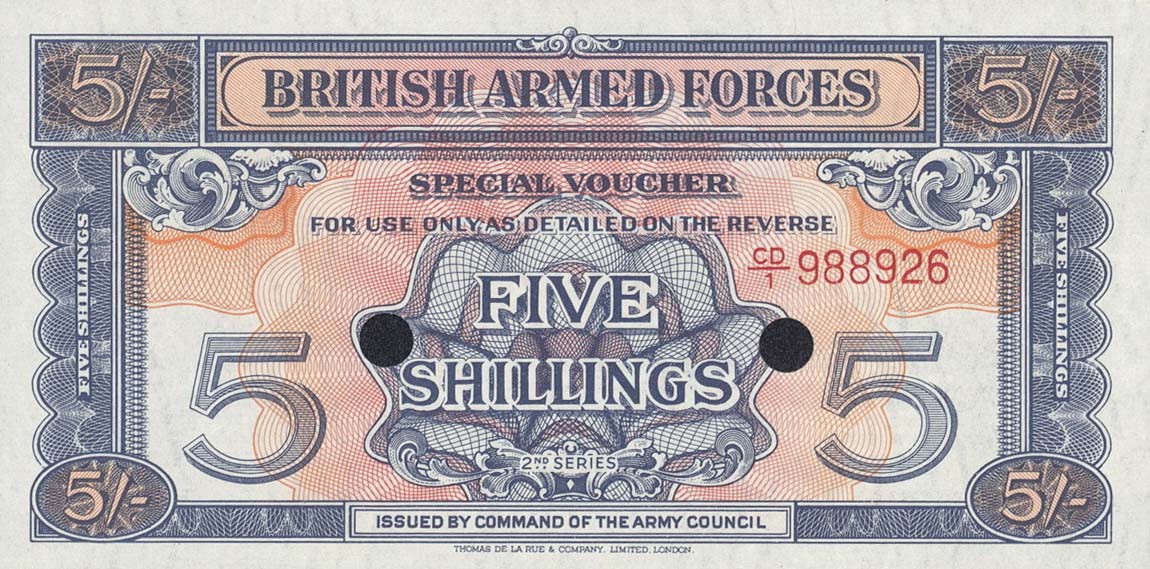 5/-
BRITISH ARMED FORCES
5/-
SPECIAL VOUCHER
FOR USE ONLY AS DETAILED ON THE REVERSE
CD/1 988926
FIVE SHILLINGS
FIVE SHILLINGS
FIVE
SHILLINGS
5
5
2ND SERIES
5/-
5/-
ISSUED BY COMMAND OF THE ARMY COUNCIL
THOMAS DE LA RUE & COMPANY, LIMITED, LONDON.